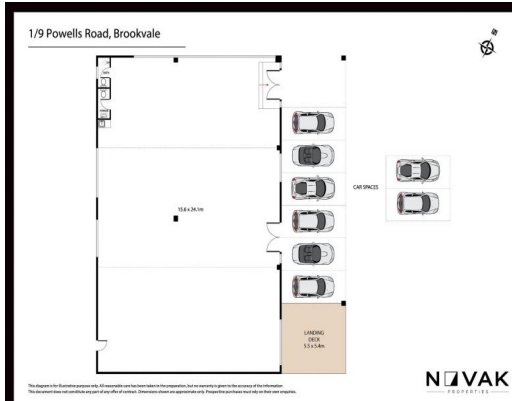 1/9 Powells Road, Brookvale
15.6 x 24.1m
CAR SPACES
LANDING
DECK
5.5 x 5.4m
This diagram is for illustrative purpose only. All reasonable care has been taken in the preparation, but no warranty is given to the accuracy of the information.
This document does not constitute any part of any offer of contract. Dimensions shown are approximate only. Prospective purchasers must rely on their own enquiries.
NOVAK
PROPERTIES